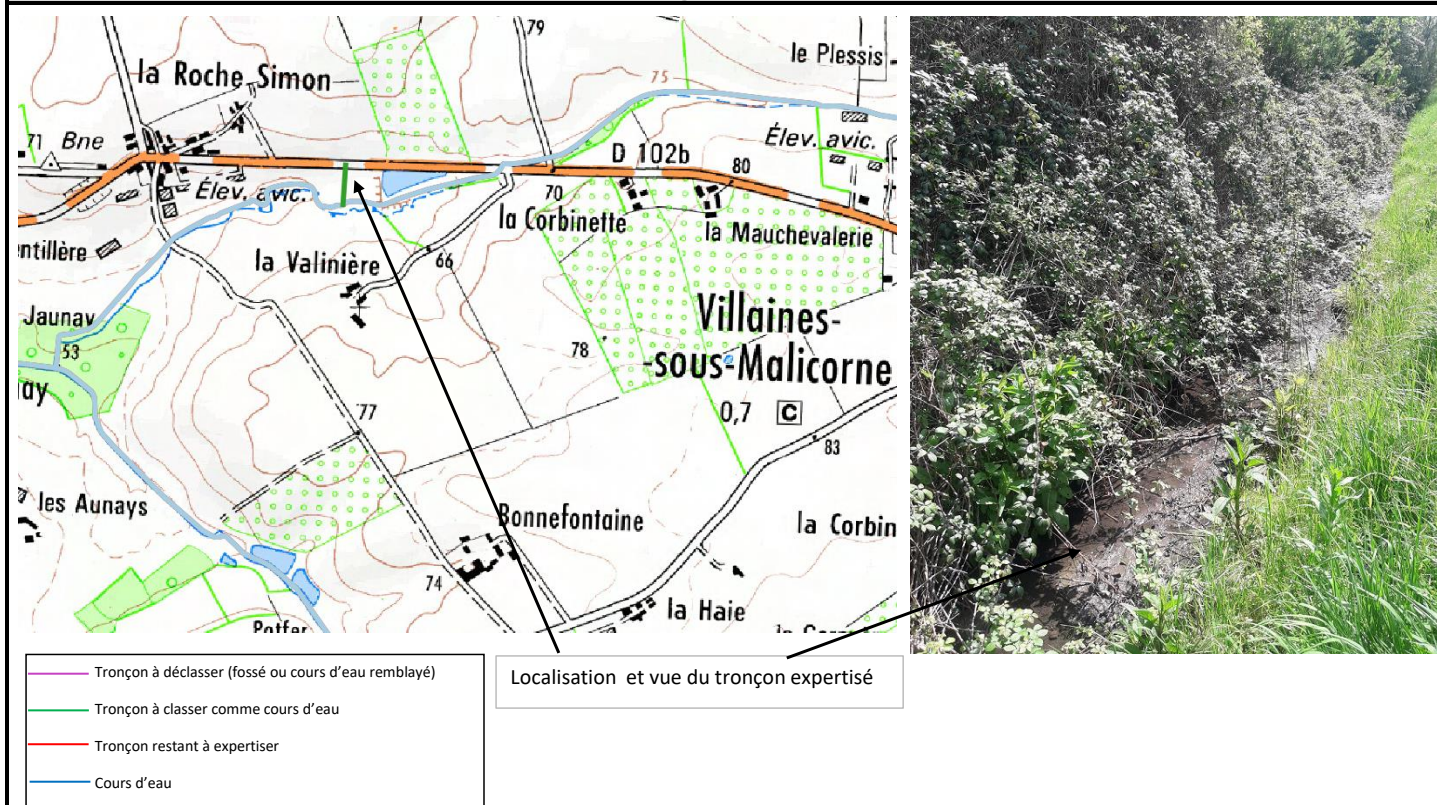 79
le Plessis
la Roche Simon
75
71
Bne
Élev. avic.
D 102b
80
Élev. avic.
70
la Corbinette
la Mauchevalerie
ntillère
la Valinière
66
Villaines-
-sous-Malicorne
0,7 C
Jaunay
53
78
ay
77
83
les Aunays
Bonnefontaine
la Corbin
74
la Haie
Tronçon à déclasser (fossé ou cours d'eau remblayé)
Tronçon à classer comme cours d'eau
Tronçon restant à expertiser
Cours d'eau
Localisation et vue du tronçon expertisé